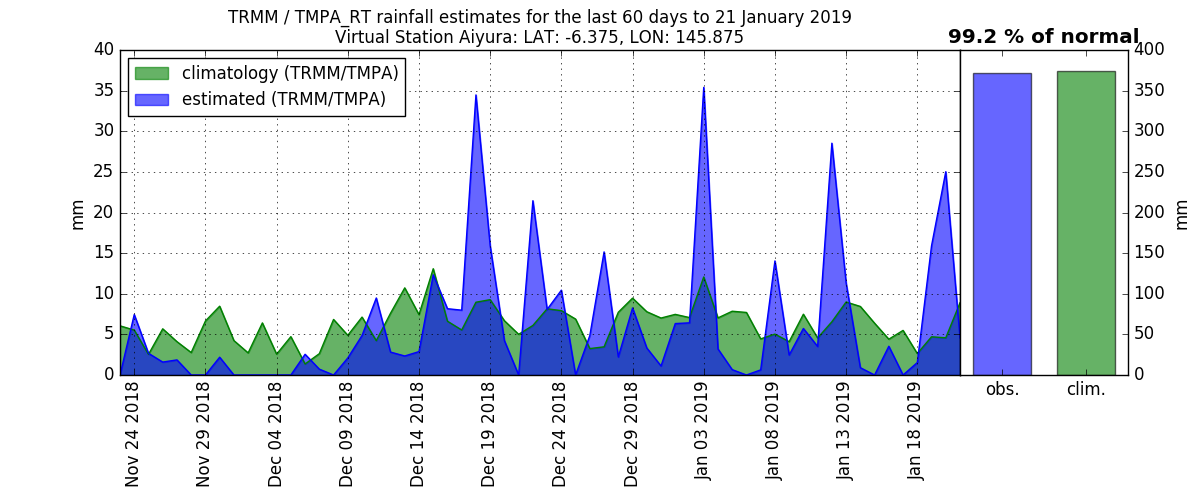 TRMM / TMPA_RT rainfall estimates for the last 60 days to 21 January 2019
Virtual Station Aiyura: LAT: -6.375, LON: 145.875
99.2 % of normal
climatology (TRMM/TMPA)
estimated (TRMM/TMPA)
mm
40
35
30
25
20
15
10
5
0
Nov 24 2018
Nov 29 2018
Dec 04 2018
Dec 09 2018
Dec 14 2018
Dec 19 2018
Dec 24 2018
Dec 29 2018
Jan 03 2019
Jan 08 2019
Jan 13 2019
Jan 18 2019
obs.
clim.
400
350
300
250
200
150
100
50
0
mm